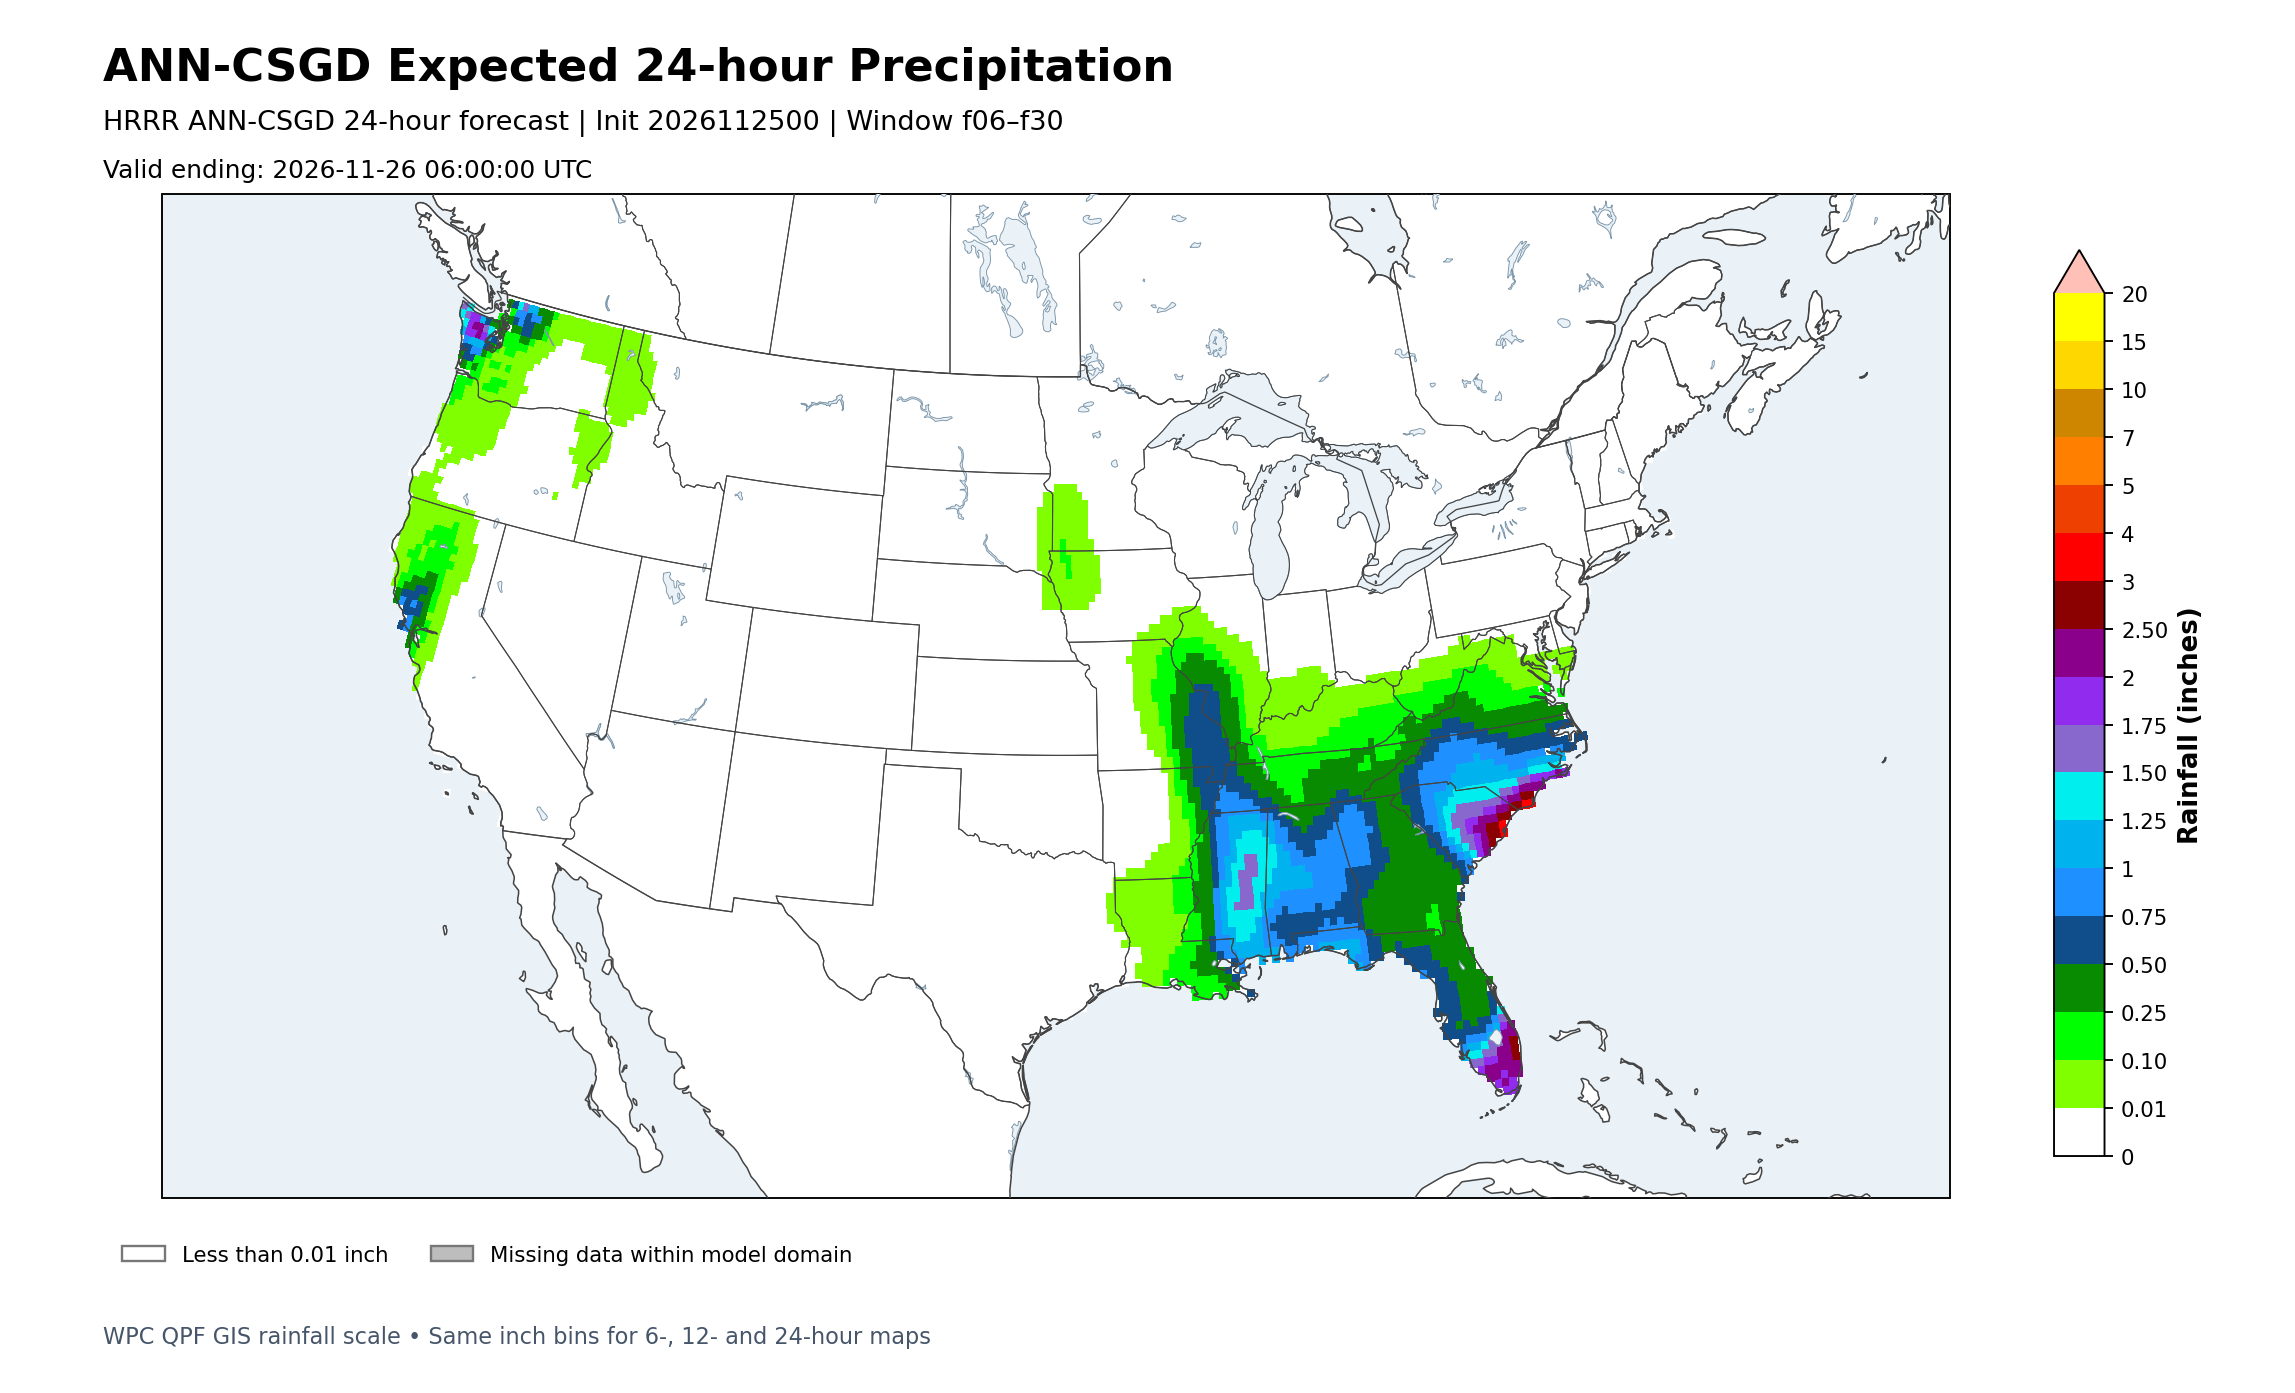 ANN-CSGD Expected 24-hour Precipitation
HRRR ANN-CSGD 24-hour forecast | Init 2026112500 | Window f06–f30
Valid ending: 2026-11-26 06:00:00 UTC
20
15
10
7
5
4
3
2.50
2
1.75
1.50
1.25
1
0.75
0.50
0.25
0.10
0.01
0
Rainfall (inches)
Less than 0.01 inch
Missing data within model domain
WPC QPF GIS rainfall scale • Same inch bins for 6-, 12- and 24-hour maps